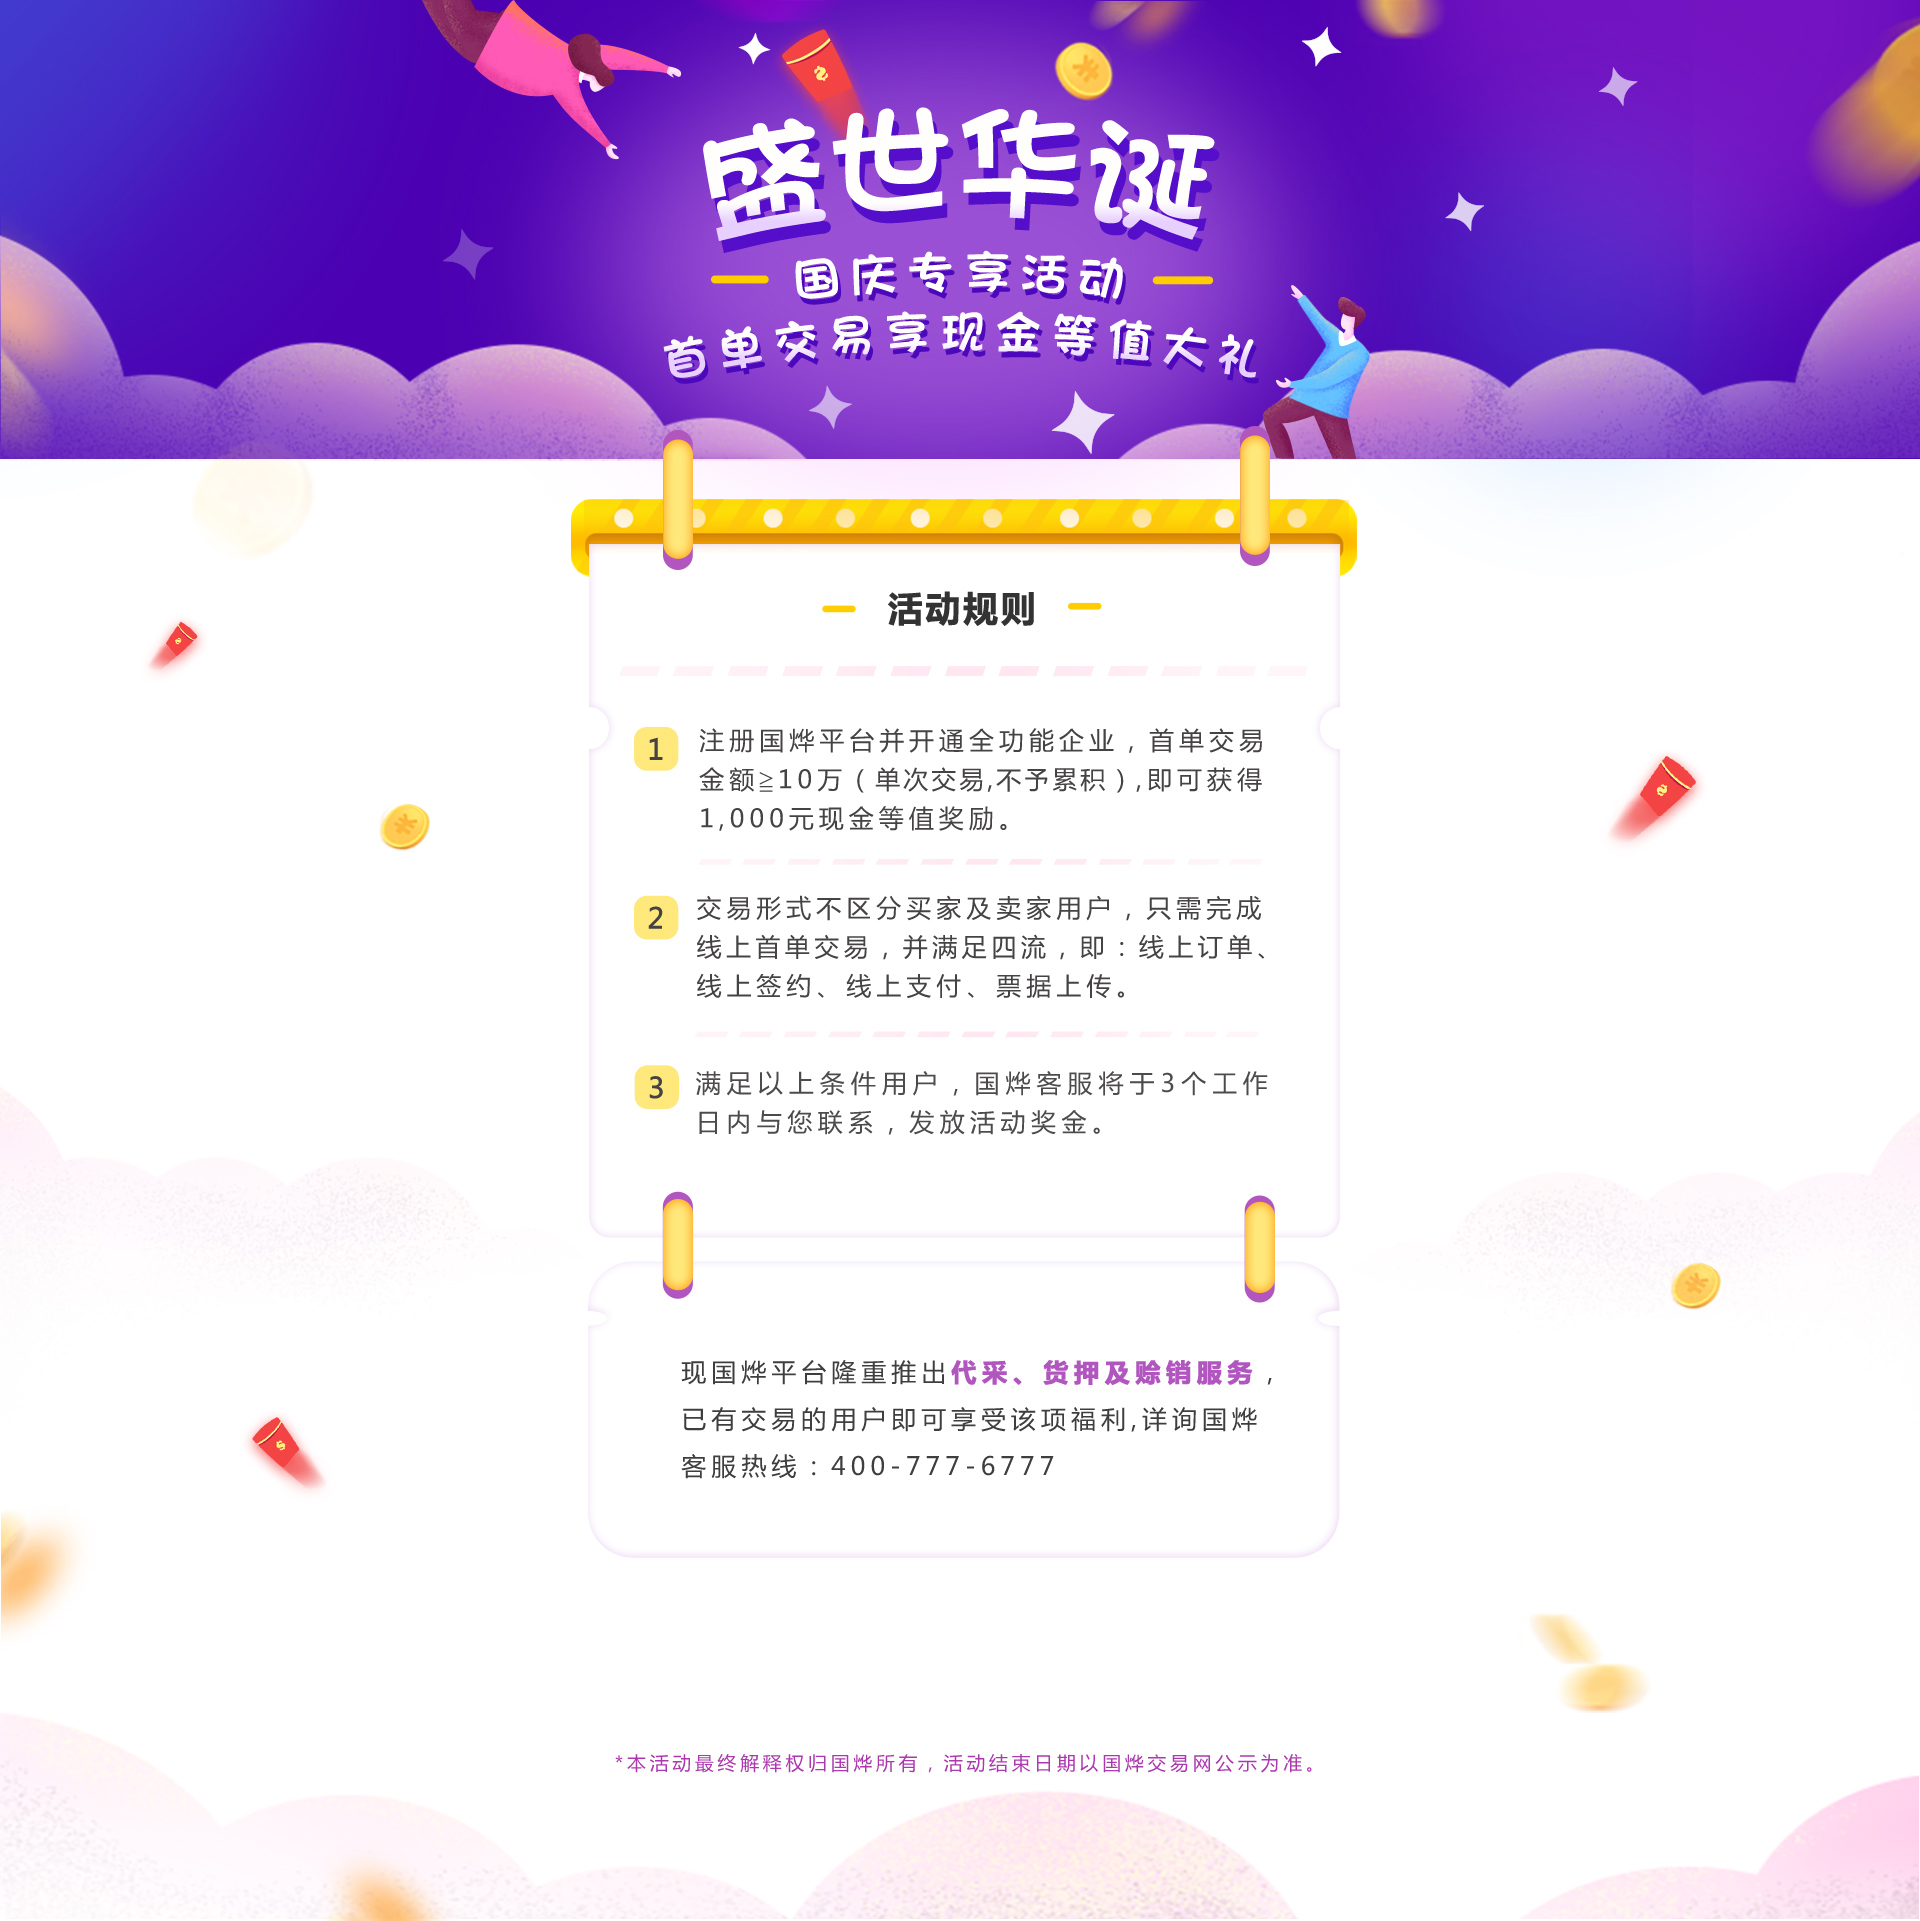 盛世华诞
国庆专享活动
首单交易享现金等值大礼
活动规则
1
注册国烨平台并开通全功能企业，首单交易
金额≧10万（单次交易,不予累积）,即可获得
1,000元现金等值奖励。
2
交易形式不区分买家及卖家用户，只需完成
线上首单交易，并满足四流，即：线上订单、
线上签约、线上支付、票据上传。
3
满足以上条件用户，国烨客服将于3个工作
日内与您联系，发放活动奖金。
现国烨平台隆重推出代采、货押及赊销服务，
已有交易的用户即可享受该项福利,详询国烨
客服热线：400-777-6777
*本活动最终解释权归国烨所有，活动结束日期以国烨交易网公示为准。